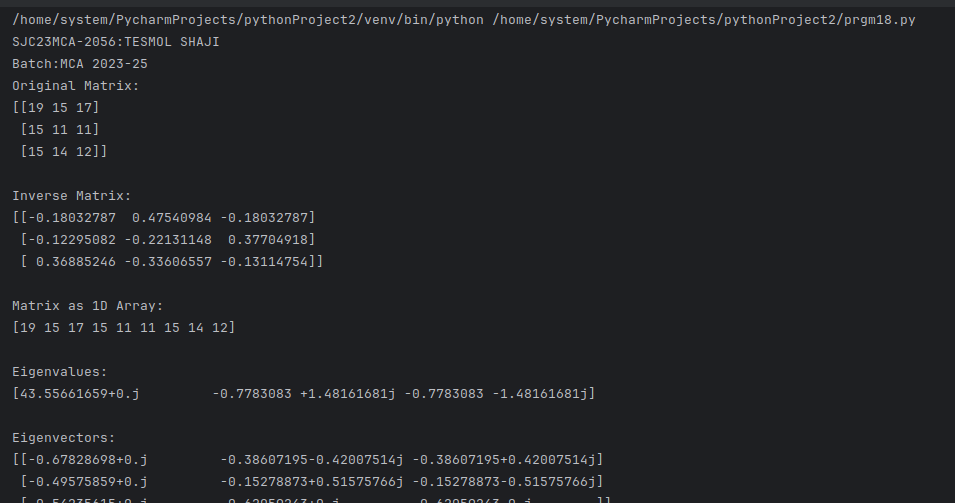 /home/system/PycharmProjects/pythonProject2/venv/bin/python /home/system/PycharmProjects/pythonProject2/prgm18.py
SJC23MCA-2056:TESMOL SHAJI
Batch:MCA 2023-25
Original Matrix:
[[19 15 17]
 [15 11 11]
 [15 14 12]]
Inverse Matrix:
[[-0.18032787  0.47540984 -0.18032787]
 [-0.12295082 -0.22131148  0.37704918]
 [ 0.36885246 -0.33606557 -0.13114754]]
Matrix as 1D Array:
[19 15 17 15 11 11 15 14 12]
Eigenvalues:
[43.55661659+0.j         -0.7783083 +1.48161681j -0.7783083 -1.48161681j]
Eigenvectors:
[[-0.67828698+0.j         -0.38607195-0.42007514j -0.38607195+0.42007514j]
 [-0.49575859+0.j         -0.15278873+0.51575766j -0.15278873-0.51575766j]